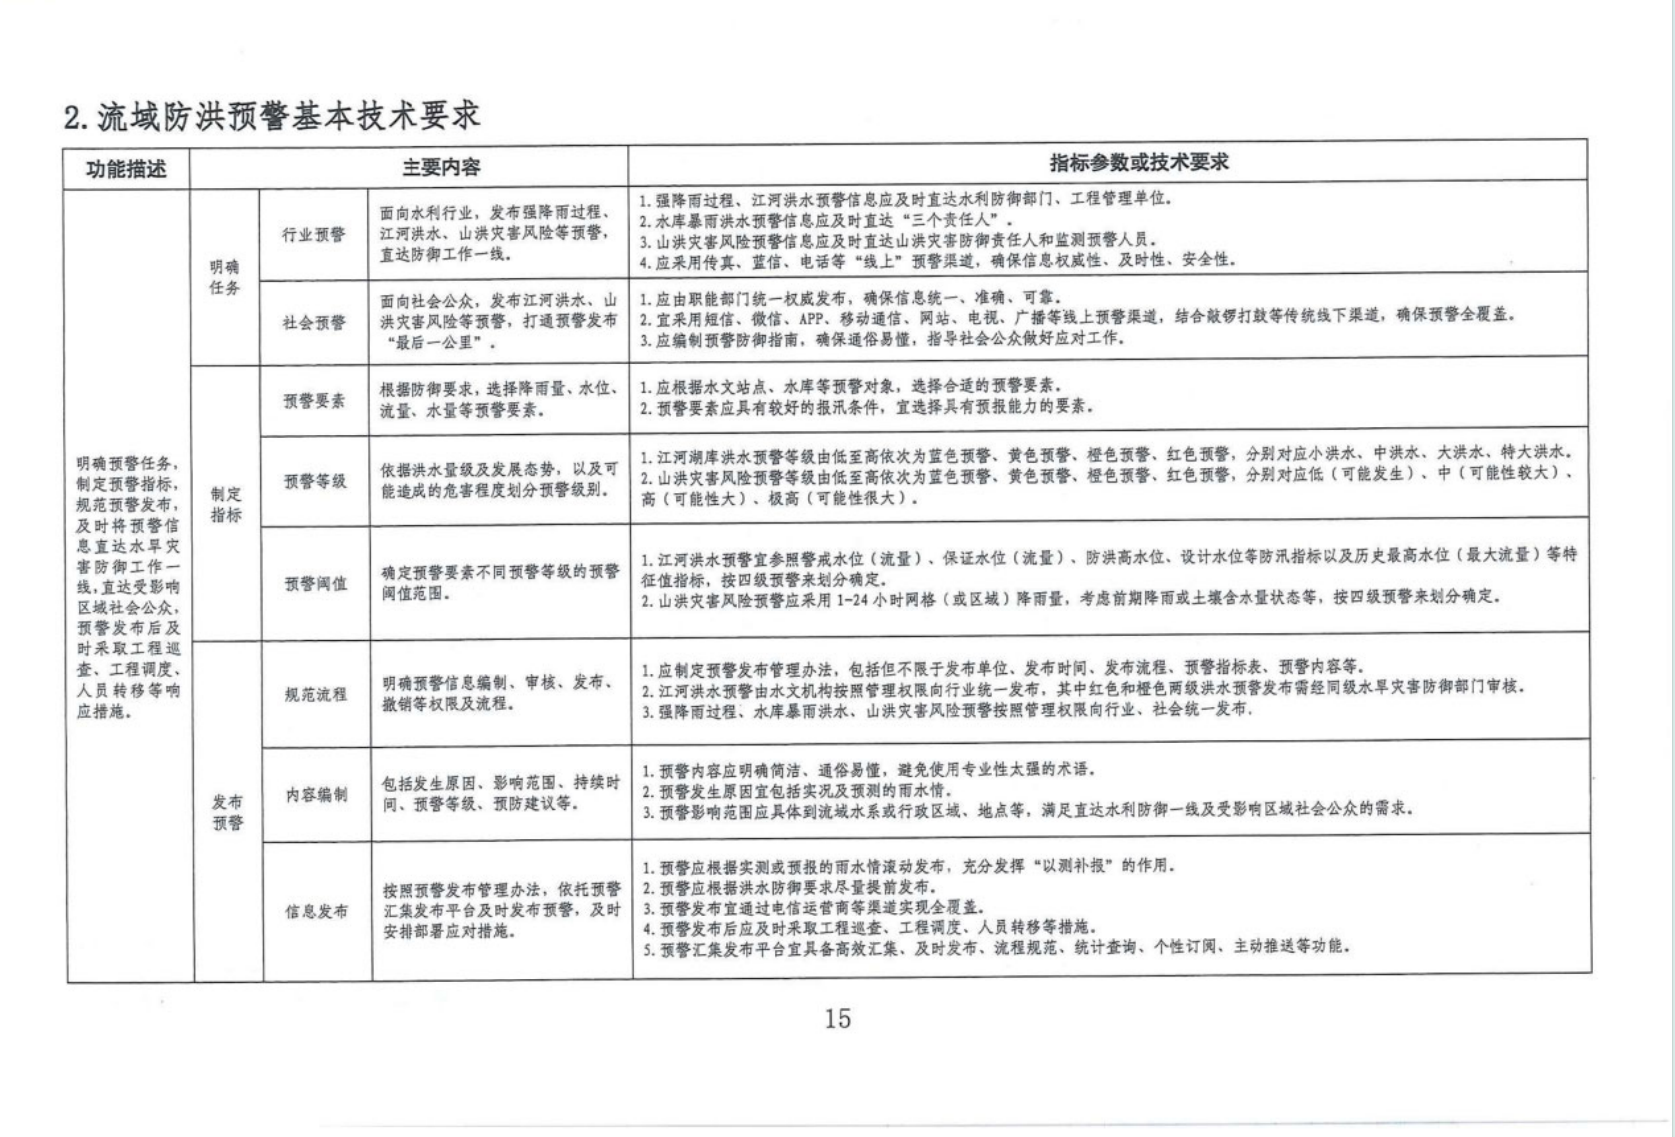 2.流域防洪预警基本技术要求
功能描述
主要内容
指标参数或技术要求
明确预警任务，
制定预警指标，
规范预警发布，
及时将预警信
息直达水旱灾
害防御工作一
线，直达受影响
区域社会公众，
预警发布后及
时采取工程巡
查、工程调度、
人员转移等响
应措施。
明确
任务
行业预警
面向水利行业，发布强降雨过程、
江河洪水、山洪灾害风险等预警，
直达防御工作一线。
1.强降雨过程、江河洪水预警信息应及时直达水利防御部门、工程管理单位。
2.水库暴雨洪水预警信息应及时直达“三个责任人”。
3.山洪灾害风险预警信息应及时直达山洪灾害防御责任人和监测预警人员。
4.应采用传真、蓝信、电话等“线上”预警渠道，确保信息权威性、及时性、安全性。
社会预警
面向社会公众，发布江河洪水、山
洪灾害风险等预警，打通预警发布
“最后一公里”。
1.应由职能部门统一权威发布，确保信息统一、准确、可靠。
2.宜采用短信、微信、APP、移动通信、网站、电视、广播等线上预警渠道，结合敲锣打鼓等传统线下渠道，确保预警全覆盖。
3.应编制预警防御指南，确保通俗易懂，指导社会公众做好应对工作。
制定
指标
预警要素
根据防御要求，选择降雨量、水位、
流量、水量等预警要素。
1.应根据水文站点、水库等预警对象，选择合适的预警要素。
2.预警要素应具有较好的报汛条件，宜选择具有预报能力的要素。
预警等级
依据洪水量级及发展态势，以及可
能造成的危害程度划分预警级别。
1.江河湖库洪水预警等级由低至高依次为蓝色预警、黄色预警、橙色预警、红色预警，分别对应小洪水、中洪水、大洪水、特大洪水。
2.山洪灾害风险预警等级由低至高依次为蓝色预警、黄色预警、橙色预警、红色预警，分别对应低（可能发生）、中（可能性较大）、
高（可能性大）、极高（可能性很大）。
预警阈值
确定预警要素不同预警等级的预警
阈值范围。
1.江河洪水预警宜参照警戒水位（流量）、保证水位（流量）、防洪高水位、设计水位等防汛指标以及历史最高水位（最大流量）等特
征值指标，按四级预警来划分确定。
2.山洪灾害风险预警应采用1-24小时网格（或区域）降雨量，考虑前期降雨或土壤含水量状态等，按四级预警来划分确定。
发布
预警
规范流程
明确预警信息编制、审核、发布、
撤销等权限及流程。
1.应制定预警发布管理办法，包括但不限于发布单位、发布时间、发布流程、预警指标表、预警内容等。
2.江河洪水预警由水文机构按照管理权限向行业统一发布，其中红色和橙色两级洪水预警发布需经同级水旱灾害防御部门审核。
3.强降雨过程、水库暴雨洪水、山洪灾害风险预警按照管理权限向行业、社会统一发布.
内容编制
包括发生原因、影响范围、持续时
间、预警等级、预防建议等。
1.预警内容应明确简洁、通俗易懂，避免使用专业性太强的术语。
2.预警发生原因宜包括实况及预测的雨水情。
3.预警影响范围应具体到流域水系或行政区域、地点等，满足直达水利防御一线及受影响区域社会公众的需求。
信息发布
按照预警发布管理办法，依托预警
汇集发布平台及时发布预警，及时
安排部署应对措施。
1.预警应根据实测或预报的雨水情滚动发布，充分发挥“以测补报”的作用。
2.预警应根据洪水防御要求尽量提前发布。
3.预警发布宜通过电信运营商等渠道实现全覆盖。
4.预警发布后应及时采取工程巡查、工程调度、人员转移等措施。
5.预警汇集发布平台宜具备高效汇集、及时发布、流程规范、统计查询、个性订阅、主动推送等功能。
15